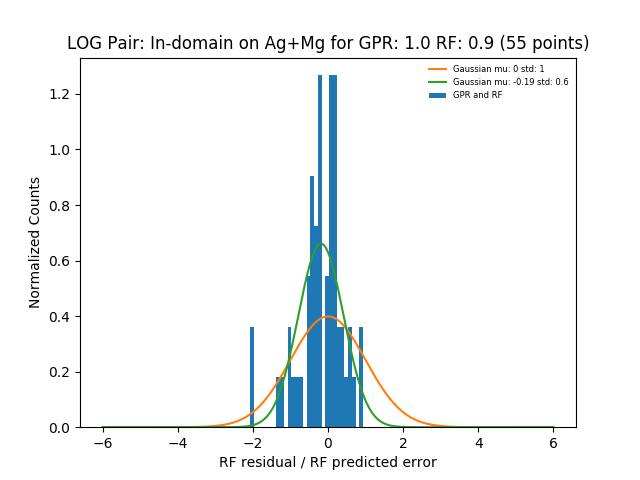 LOG Pair: In-domain on Ag+Mg for GPR: 1.0 RF: 0.9 (55 points)
Gaussian mu: 0 std: 1
Gaussian mu: -0.19 std: 0.6
GPR and RF
Normalized Counts
1.2
1.0
0.8
0.6
0.4
0.2
0.0
−6 −4 −2 0 2 4 6
RF residual / RF predicted error